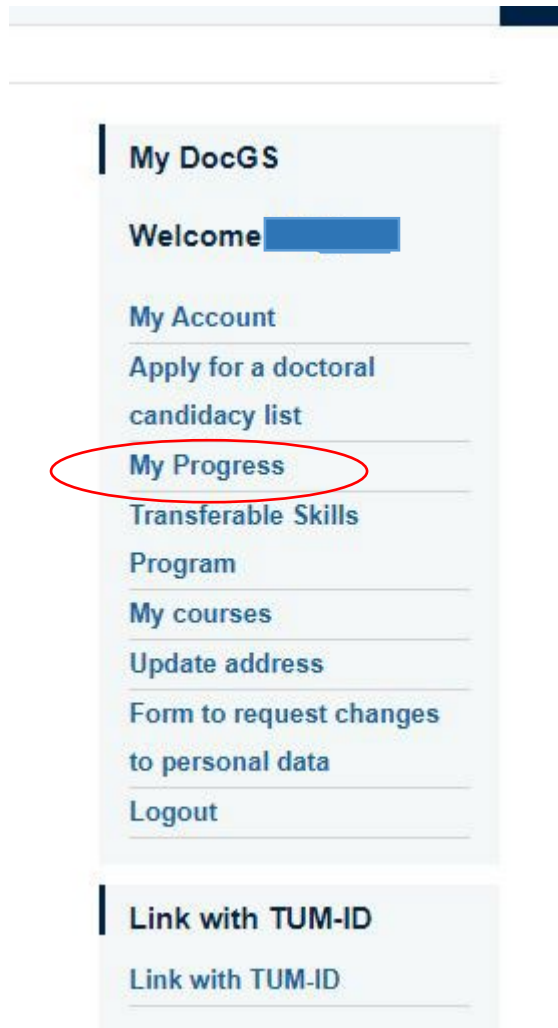 My DocGS
Welcome
My Account
Apply for a doctoral
candidacy list
My Progress
Transferable Skills
Program
My courses
Update address
Form to request changes
to personal data
Logout
Link with TUM-ID
Link with TUM-ID